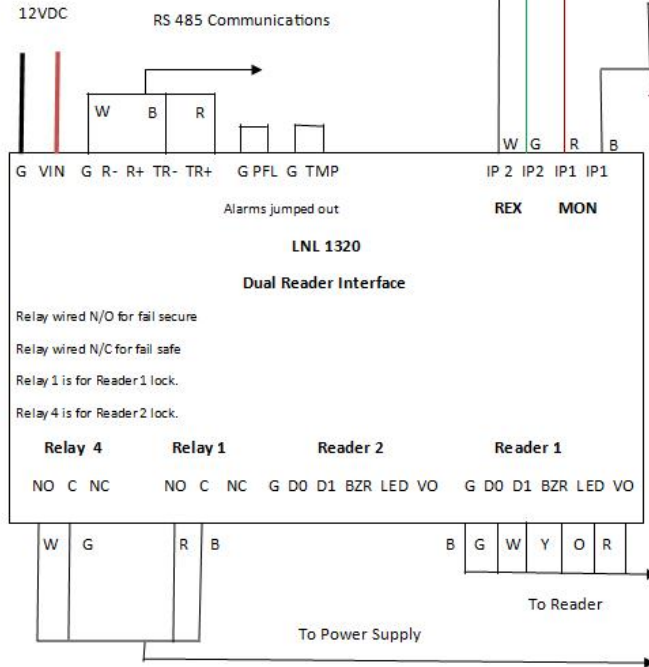 12VDC
RS 485 Communications
W B R
W G R B
G VIN G R- R+ TR- TR+ G PFL G TMP IP 2 IP2 IP1 IP1
Alarms jumped out REX MON
LNL 1320
Dual Reader Interface
Relay wired N/O for fail secure
Relay wired N/C for fail safe
Relay 1 is for Reader 1 lock.
Relay 4 is for Reader 2 lock.
Relay 4 Relay 1 Reader 2 Reader 1
NO C NC NO C NC G D0 D1 BZR LED VO G D0 D1 BZR LED VO
W G R B B G W Y O R
To Reader
To Power Supply